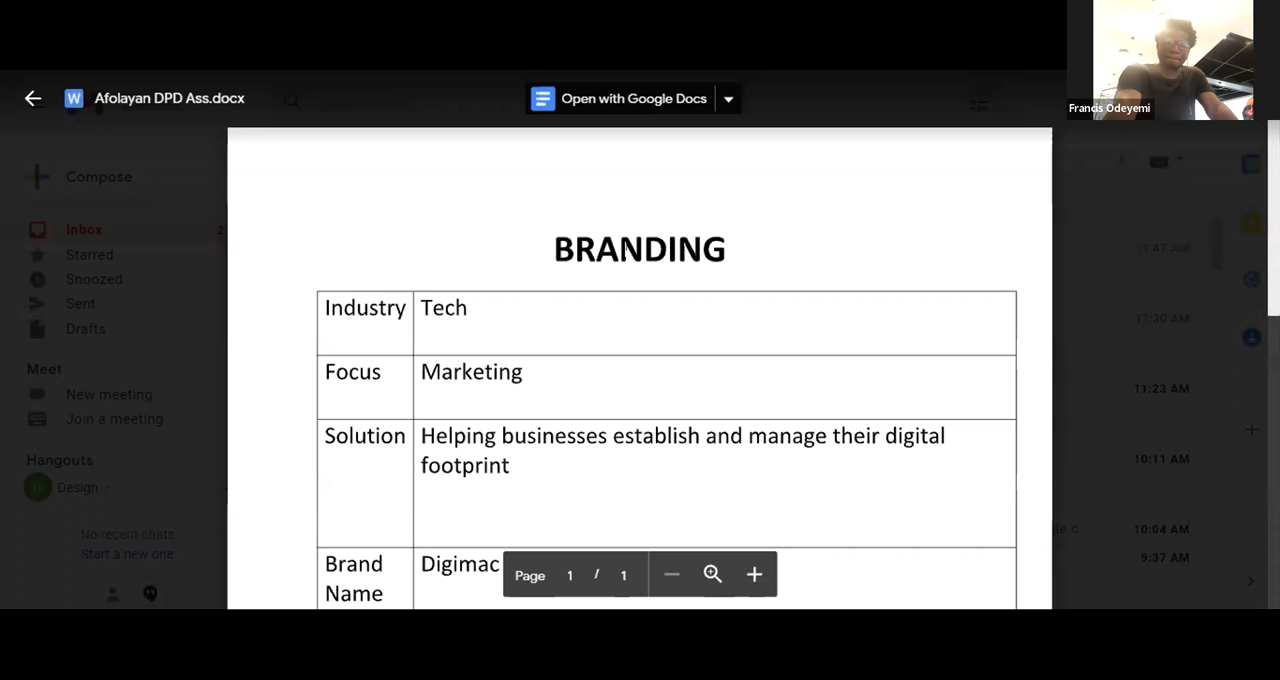 Francis Odeyemi
Afolayan DPD Ass.docx
Open with Google Docs
Compose
Inbox 2
Starred
Snoozed
Sent
Drafts
Meet
New meeting
Join a meeting
Hangouts
Design
No recent chats
Start a new one
BRANDING
Industry Tech
Focus Marketing
Solution Helping businesses establish and manage their digital
footprint
Brand Digimac
Name
Page 1 / 1
11:47 AM
11:30 AM
11:23 AM
10:11 AM
10:04 AM
9:37 AM